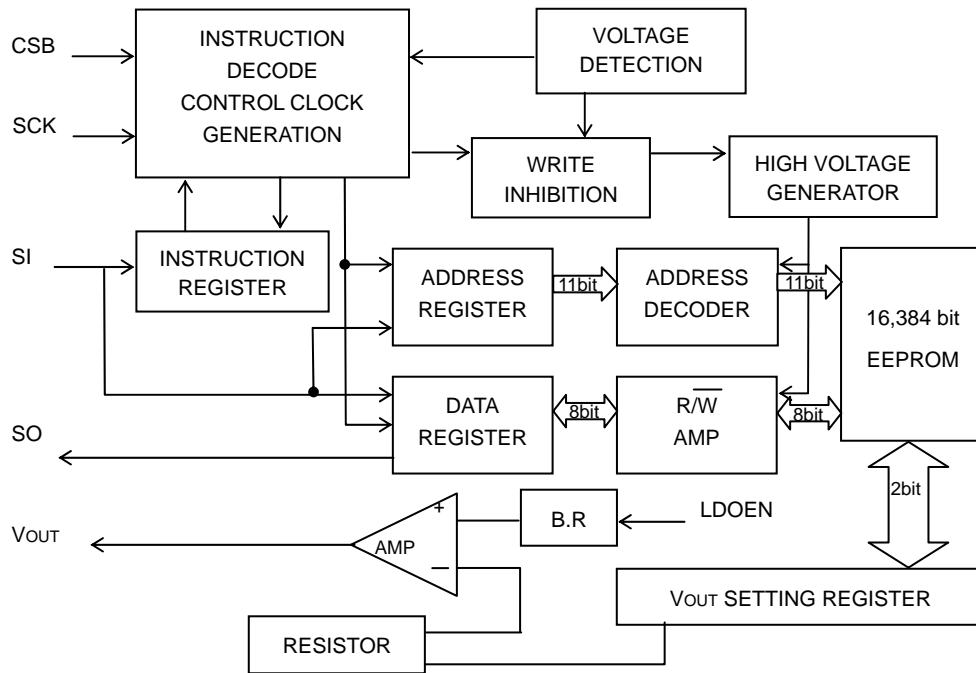 CSB
SCK
INSTRUCTION
DECODE
CONTROL CLOCK
GENERATION
VOLTAGE
DETECTION
WRITE
INHIBITION
HIGH VOLTAGE
GENERATOR
SI
INSTRUCTION
REGISTER
ADDRESS
REGISTER
11bit
ADDRESS
DECODER
11bit
16,384 bit
EEPROM
DATA
REGISTER
8bit
R/W
AMP
8bit
SO
2bit
VOUT
AMP
+
−
B.R
LDOEN
VOUT SETTING REGISTER
RESISTOR